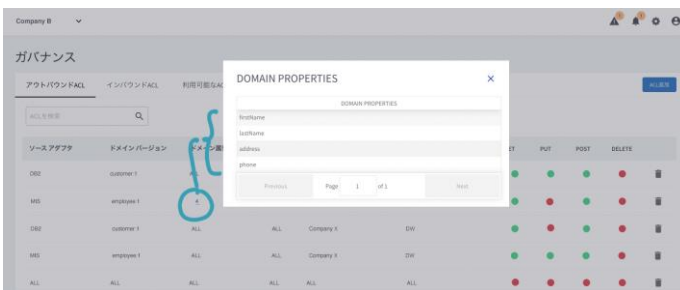 Company B
ガバナンス
アウトバウンドACL インバウンドACL 利用可能なAC
ACL追加
ACLを検索
ソース アダプタ ドメイン バージョン ドメイン属 ET PUT POST DELETE
DB2 customer-1 ALL
MIS employee-1 4
DB2 customer-1 ALL ALL Company X DW
MIS employee-1 ALL ALL Company X DW
ALL ALL ALL ALL ALL ALL
DOMAIN PROPERTIES ×
DOMAIN PROPERTIES
firstName
lastName
address
phone
Previous Page 1 of 1 Next